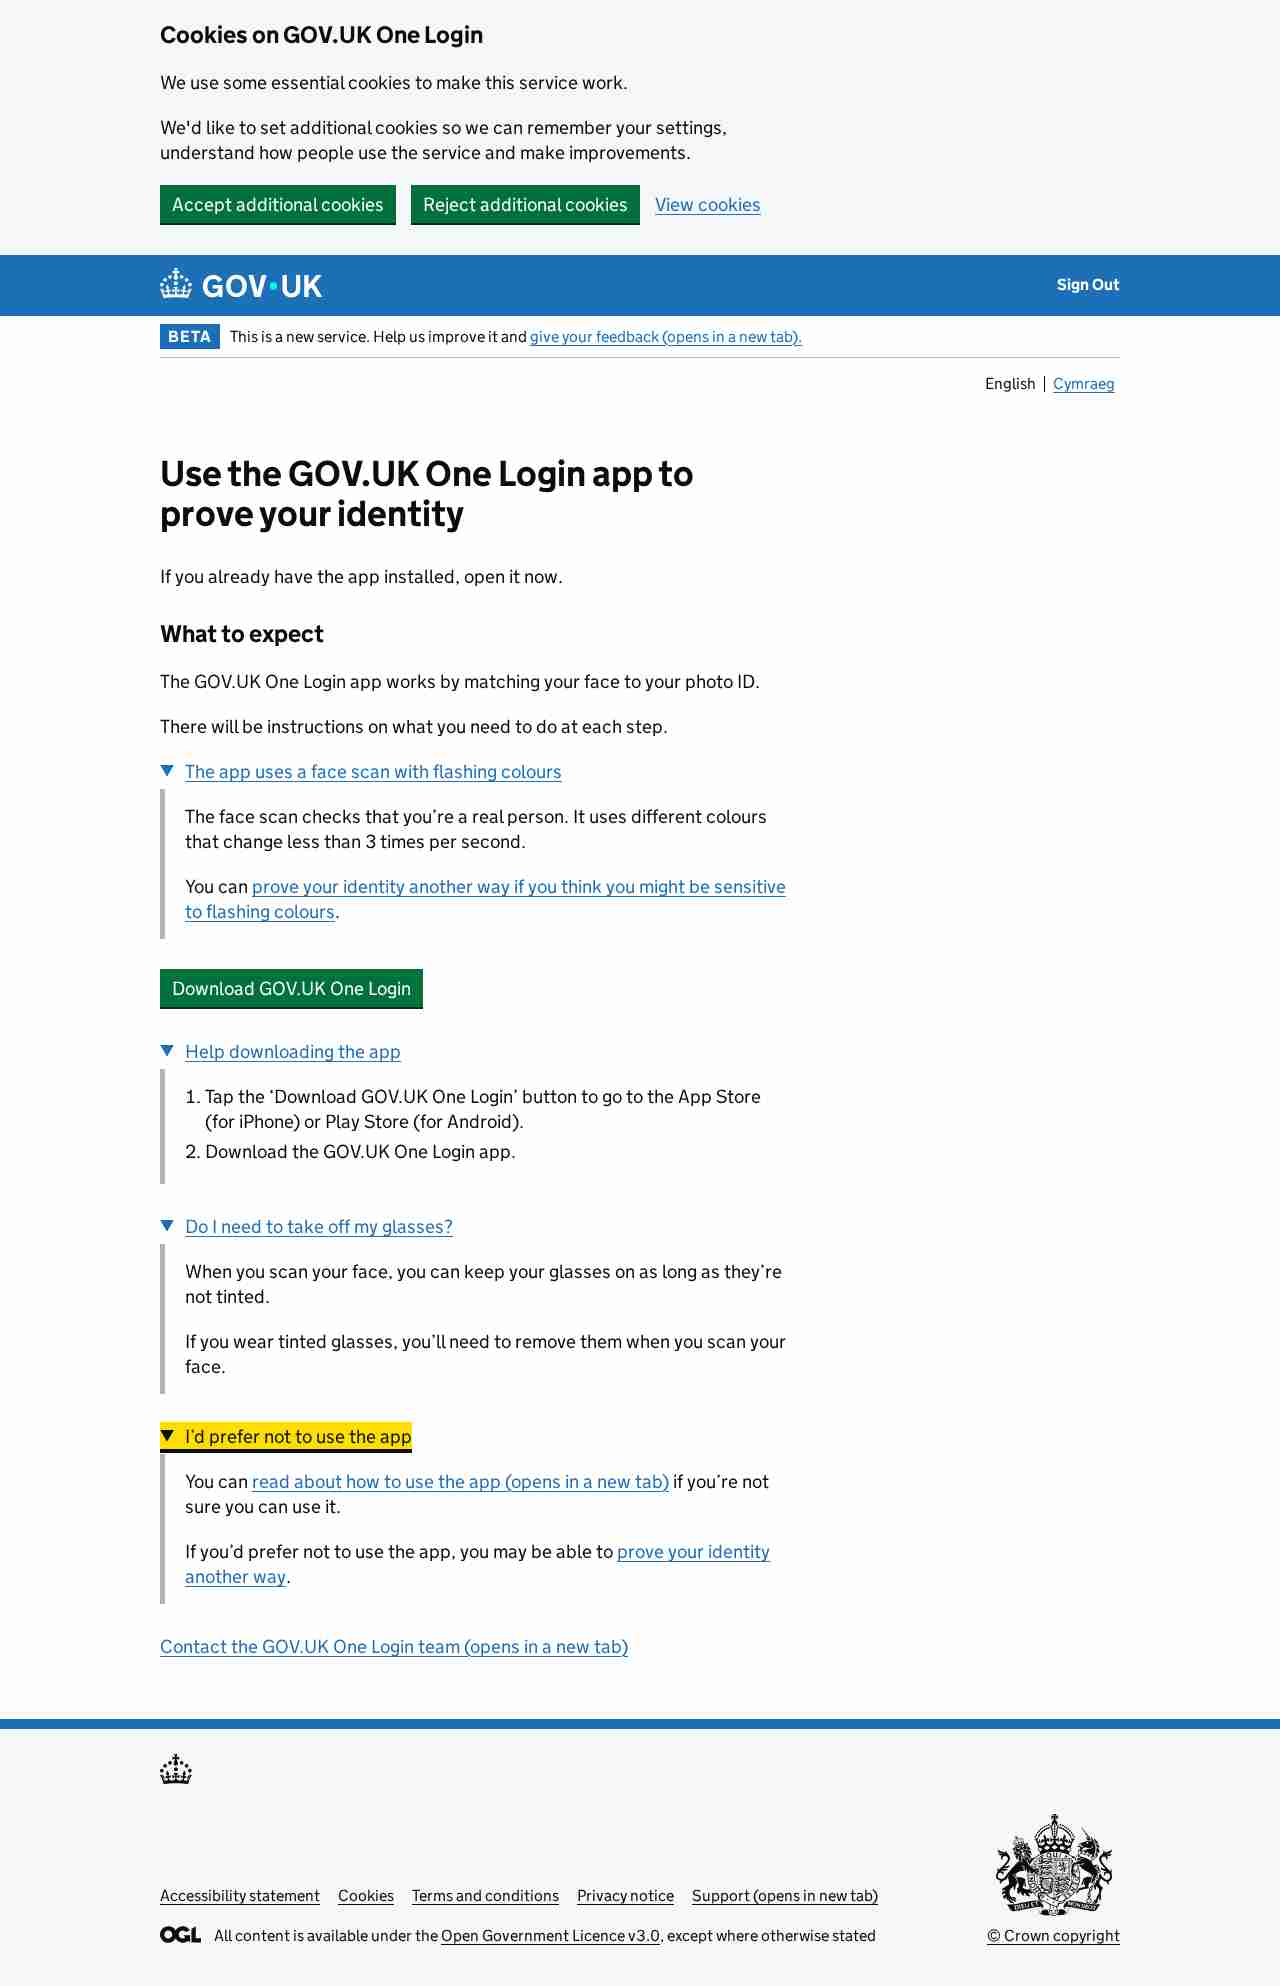 Cookies on GOV.UK One Login
We use some essential cookies to make this service work.
We'd like to set additional cookies so we can remember your settings,
understand how people use the service and make improvements.
Accept additional cookies Reject additional cookies View cookies
GOV·UK Sign Out
BETA This is a new service. Help us improve it and give your feedback (opens in a new tab).
English Cymraeg
Use the GOV.UK One Login app to
prove your identity
If you already have the app installed, open it now.
What to expect
The GOV.UK One Login app works by matching your face to your photo ID.
There will be instructions on what you need to do at each step.
The app uses a face scan with flashing colours
The face scan checks that you’re a real person. It uses different colours
that change less than 3 times per second.
You can prove your identity another way if you think you might be sensitive
to flashing colours.
Download GOV.UK One Login
Help downloading the app
1. Tap the ‘Download GOV.UK One Login’ button to go to the App Store
(for iPhone) or Play Store (for Android).
2. Download the GOV.UK One Login app.
Do I need to take off my glasses?
When you scan your face, you can keep your glasses on as long as they’re
not tinted.
If you wear tinted glasses, you’ll need to remove them when you scan your
face.
I’d prefer not to use the app
You can read about how to use the app (opens in a new tab) if you’re not
sure you can use it.
If you’d prefer not to use the app, you may be able to prove your identity
another way.
Contact the GOV.UK One Login team (opens in a new tab)
Accessibility statement Cookies Terms and conditions Privacy notice Support (opens in new tab)
OGL All content is available under the Open Government Licence v3.0, except where otherwise stated
© Crown copyright